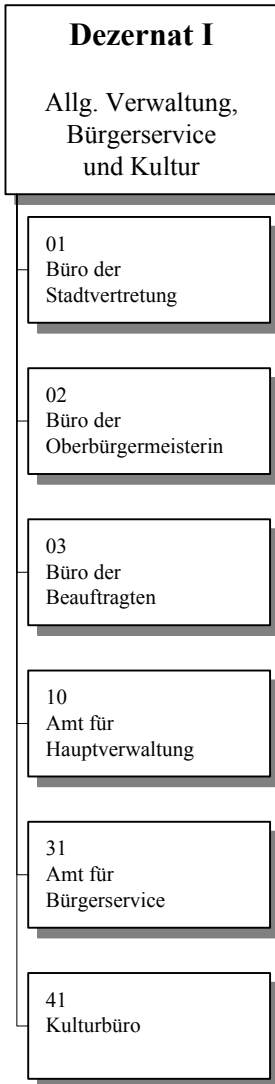 Dezernat I
Allg. Verwaltung,
Bürgerservice
und Kultur
01
Büro der
Stadtvertretung
02
Büro der
Oberbürgermeisterin
03
Büro der
Beauftragten
10
Amt für
Hauptverwaltung
31
Amt für
Bürgerservice
41
Kulturbüro